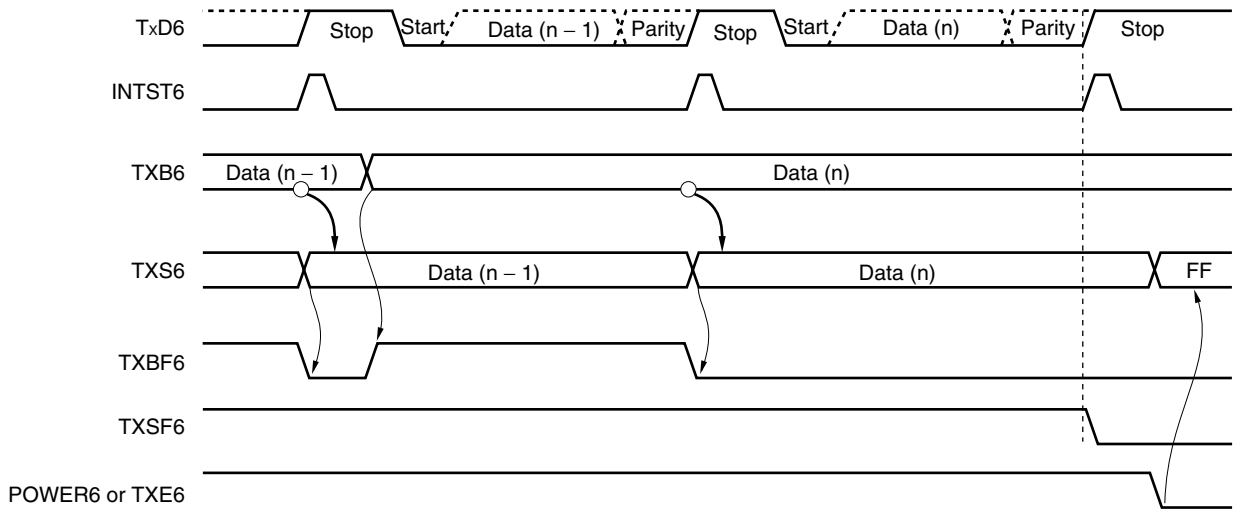 TxD6 Stop Start Data (n – 1) Parity Stop Start Data (n) Parity Stop
INTST6
TXB6 Data (n – 1) Data (n)
TXS6 Data (n – 1) Data (n) FF
TXBF6
TXSF6
POWER6 or TXE6